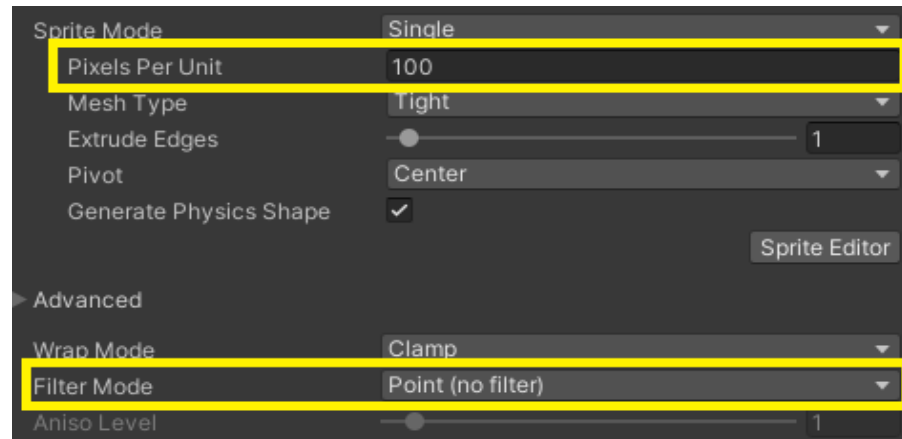 Sprite Mode Single
Pixels Per Unit 100
Mesh Type Tight
Extrude Edges 1
Pivot Center
Generate Physics Shape
Sprite Editor
Advanced
Wrap Mode Clamp
Filter Mode Point (no filter)
Aniso Level 1